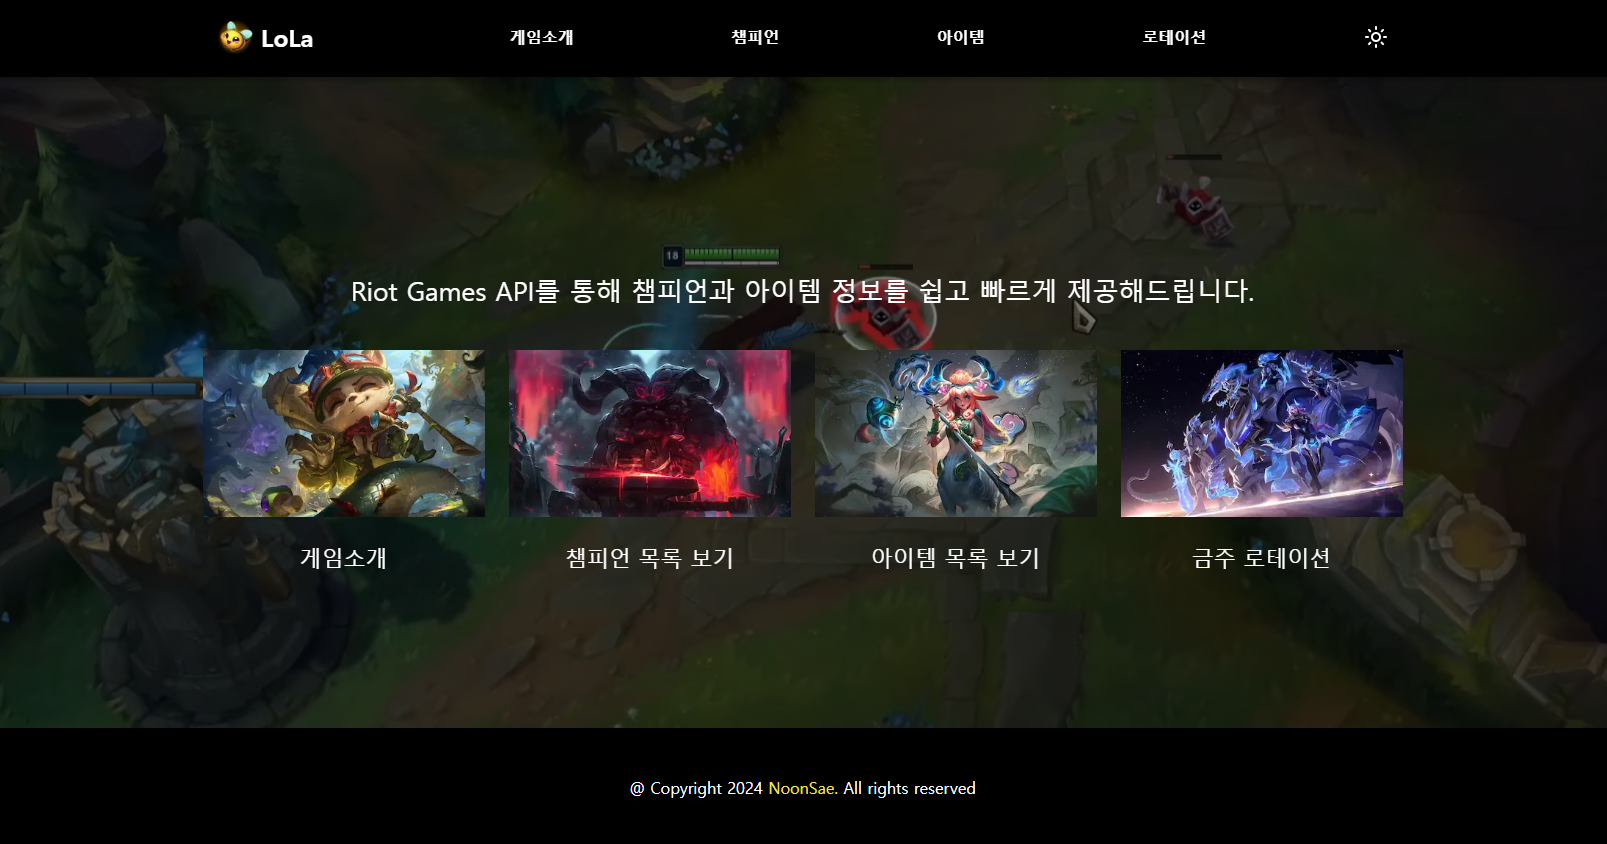 LoLa
게임소개
챔피언
아이템
로테이션
18
Riot Games API를 통해 챔피언과 아이템 정보를 쉽고 빠르게 제공해드립니다.
게임소개
챔피언 목록 보기
아이템 목록 보기
금주 로테이션
@ Copyright 2024 NoonSae. All rights reserved